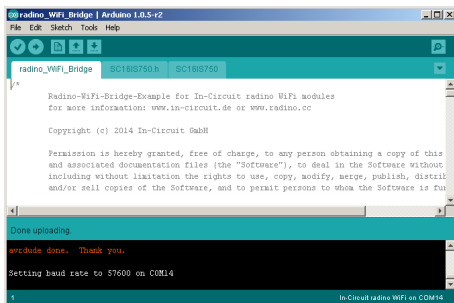 radino_WiFi_Bridge | Arduino 1.0.5-r2
File Edit Sketch Tools Help
radino_WiFi_Bridge SC16IS750.h SC16IS750
/*
Radino-WiFi-Bridge-Example for In-Circuit radino WiFi modules
for more information: www.in-circuit.de or www.radino.cc
Copyright (c) 2014 In-Circuit GmbH
Permission is hereby granted, free of charge, to any person obtaining a copy of this
and associated documentation files (the "Software"), to deal in the Software without
including without limitation the rights to use, copy, modify, merge, publish, distrib
and/or sell copies of the Software, and to permit persons to whom the Software is fur
Done uploading.
avrdude done. Thank you.
Setting baud rate to 57600 on COM14
1 In-Circuit radino WiFi on COM14